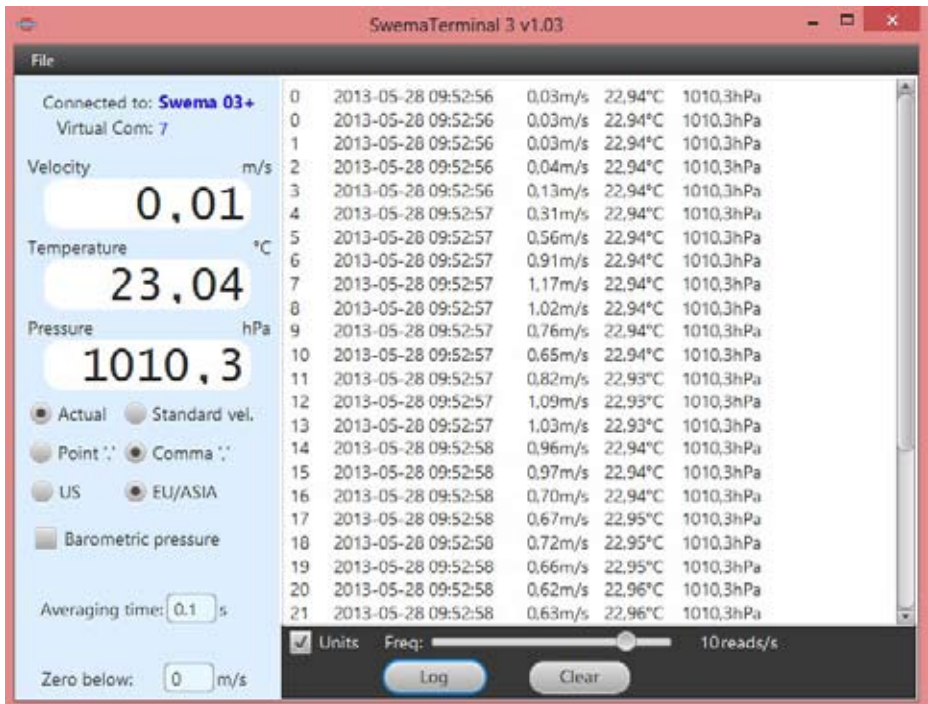 SwemaTerminal 3 v1.03
File
Connected to: Swema 03+
Virtual Com: 7
Velocity m/s
0,01
Temperature °C
23,04
Pressure hPa
1010,3
Actual Standard vel.
Point '.' Comma ','
US EU/ASIA
Barometric pressure
Averaging time: 0.1 s
Zero below: 0 m/s
0 2013-05-28 09:52:56 0,03m/s 22,94°C 1010,3hPa
0 2013-05-28 09:52:56 0,03m/s 22,94°C 1010,3hPa
1 2013-05-28 09:52:56 0,03m/s 22,94°C 1010,3hPa
2 2013-05-28 09:52:56 0,04m/s 22,94°C 1010,3hPa
3 2013-05-28 09:52:56 0,13m/s 22,94°C 1010,3hPa
4 2013-05-28 09:52:57 0,31m/s 22,94°C 1010,3hPa
5 2013-05-28 09:52:57 0,56m/s 22,94°C 1010,3hPa
6 2013-05-28 09:52:57 0,91m/s 22,94°C 1010,3hPa
7 2013-05-28 09:52:57 1,17m/s 22,94°C 1010,3hPa
8 2013-05-28 09:52:57 1,02m/s 22,94°C 1010,3hPa
9 2013-05-28 09:52:57 0,76m/s 22,94°C 1010,3hPa
10 2013-05-28 09:52:57 0,65m/s 22,94°C 1010,3hPa
11 2013-05-28 09:52:57 0,82m/s 22,93°C 1010,3hPa
12 2013-05-28 09:52:57 1,09m/s 22,93°C 1010,3hPa
13 2013-05-28 09:52:57 1,03m/s 22,93°C 1010,3hPa
14 2013-05-28 09:52:58 0,96m/s 22,94°C 1010,3hPa
15 2013-05-28 09:52:58 0,97m/s 22,94°C 1010,3hPa
16 2013-05-28 09:52:58 0,70m/s 22,94°C 1010,3hPa
17 2013-05-28 09:52:58 0,67m/s 22,95°C 1010,3hPa
18 2013-05-28 09:52:58 0,72m/s 22,95°C 1010,3hPa
19 2013-05-28 09:52:58 0,66m/s 22,95°C 1010,3hPa
20 2013-05-28 09:52:58 0,62m/s 22,96°C 1010,3hPa
21 2013-05-28 09:52:58 0,63m/s 22,96°C 1010,3hPa
Units Freq: 10reads/s
Log Clear